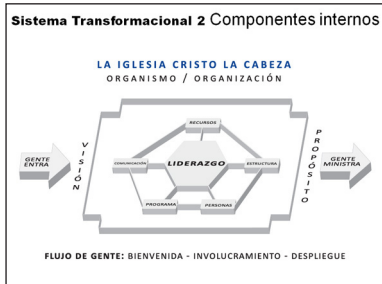 Sistema Transformacional 2 Componentes internos
LA IGLESIA CRISTO LA CABEZA
ORGANISMO / ORGANIZACIÓN
RECURSOS
GENTE ENTRA
VISIÓN
COMUNICACIÓN
LIDERAZGO
ESTRUCTURA
PROPÓSITO
GENTE MINISTRA
PROGRAMA
PERSONAS
FLUJO DE GENTE: BIENVENIDA - INVOLUCRAMIENTO - DESPLIEGUE